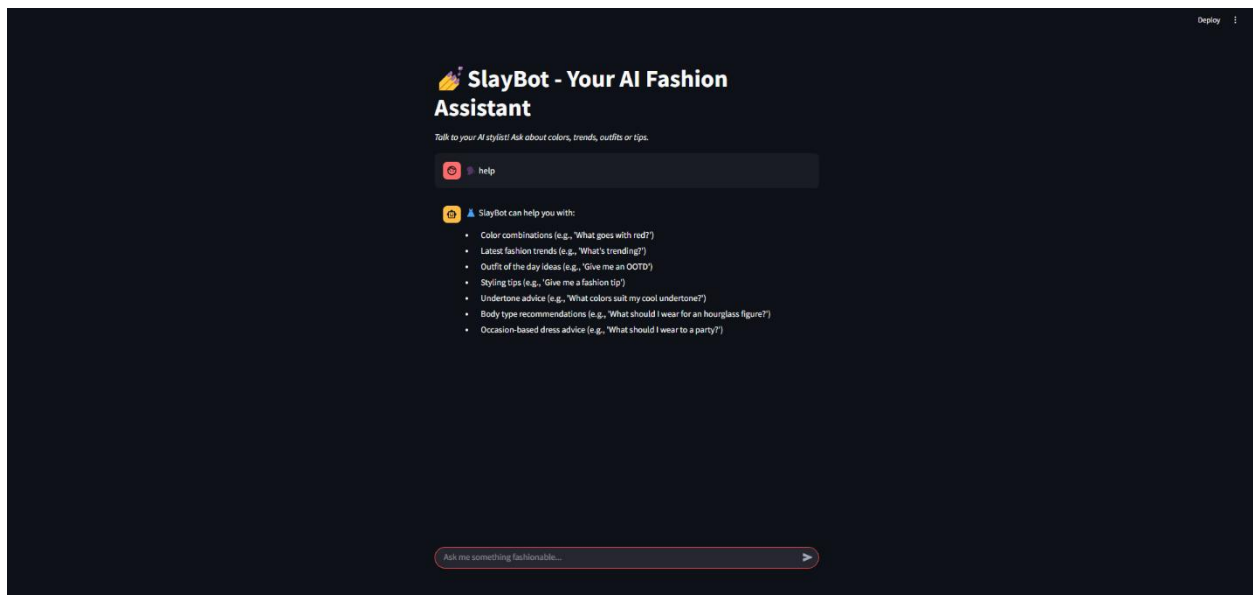 Deploy
SlayBot - Your AI Fashion
Assistant
Talk to your AI stylist! Ask about colors, trends, outfits or tips.
help
SlayBot can help you with:
• Color combinations (e.g., 'What goes with red?')
• Latest fashion trends (e.g., 'What's trending?')
• Outfit of the day ideas (e.g., 'Give me an OOTD')
• Styling tips (e.g., 'Give me a fashion tip')
• Undertone advice (e.g., 'What colors suit my cool undertone?')
• Body type recommendations (e.g., 'What should I wear for an hourglass figure?')
• Occasion-based dress advice (e.g., 'What should I wear to a party?')
Ask me something fashionable...